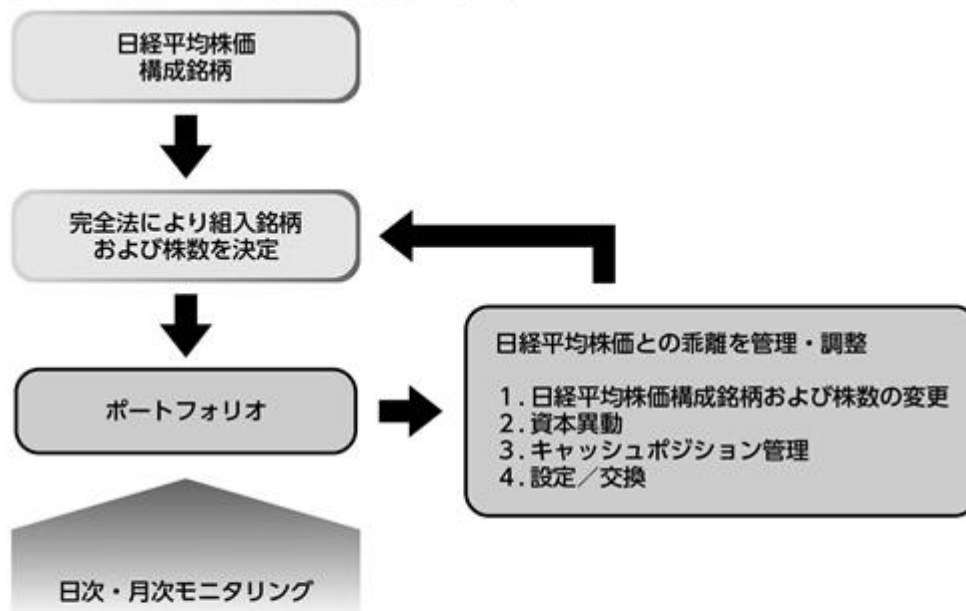 日経平均株価
構成銘柄
完全法により組入銘柄
および株数を決定
ポートフォリオ
日経平均株価との乖離を管理・調整
1.日経平均株価構成銘柄および株数の変更
2.資本異動
3.キャッシュポジション管理
4.設定／交換
日次・月次モニタリング